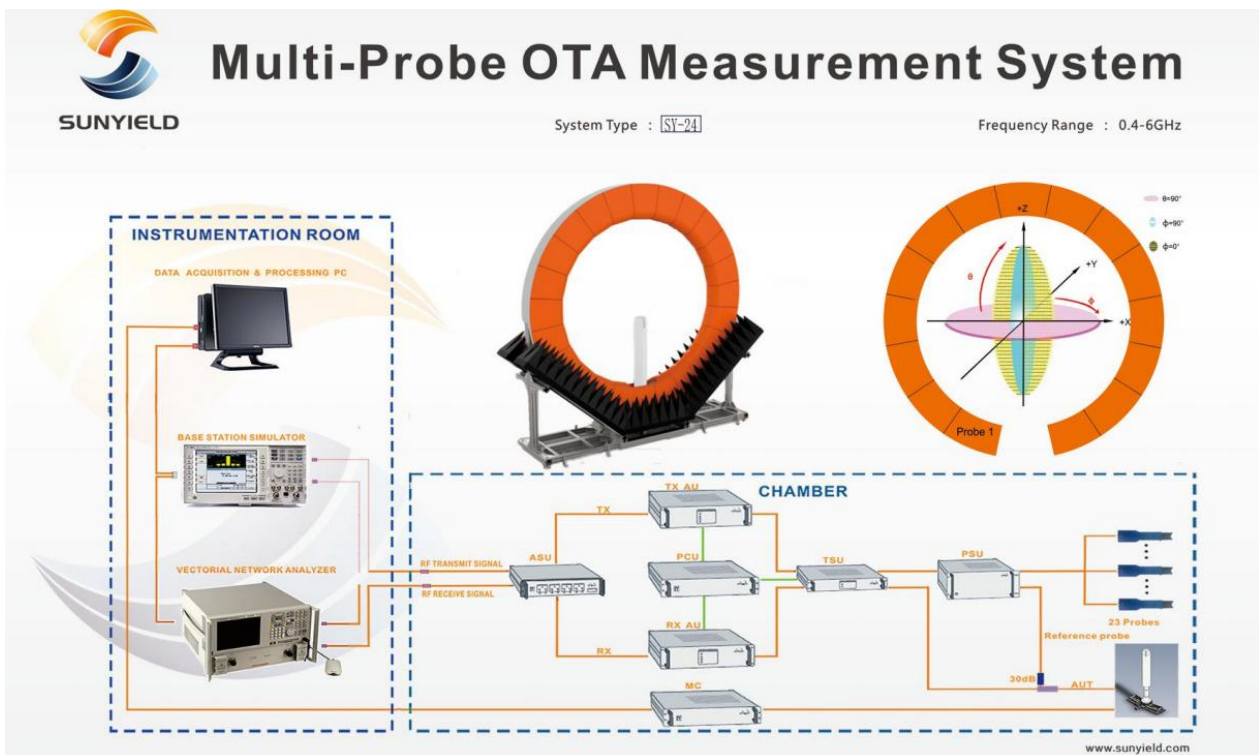 Multi-Probe OTA Measurement System
SUNYIELD
System Type : SY-24
Frequency Range : 0.4-6GHz
INSTRUMENTATION ROOM
DATA ACQUISITION & PROCESSING PC
BASE STATION SIMULATOR
VECTORIAL NETWORK ANALYZER
+Z
+Y
+X
θ
ϕ
θ=90°
ϕ=90°
ϕ=0°
Probe 1
CHAMBER
RF TRANSMIT SIGNAL
RF RECEIVE SIGNAL
ASU
TX
RX
TX AU
PCU
RX AU
MC
TSU
PSU
23 Probes
Reference probe
30dB
AUT
www.sunyield.com